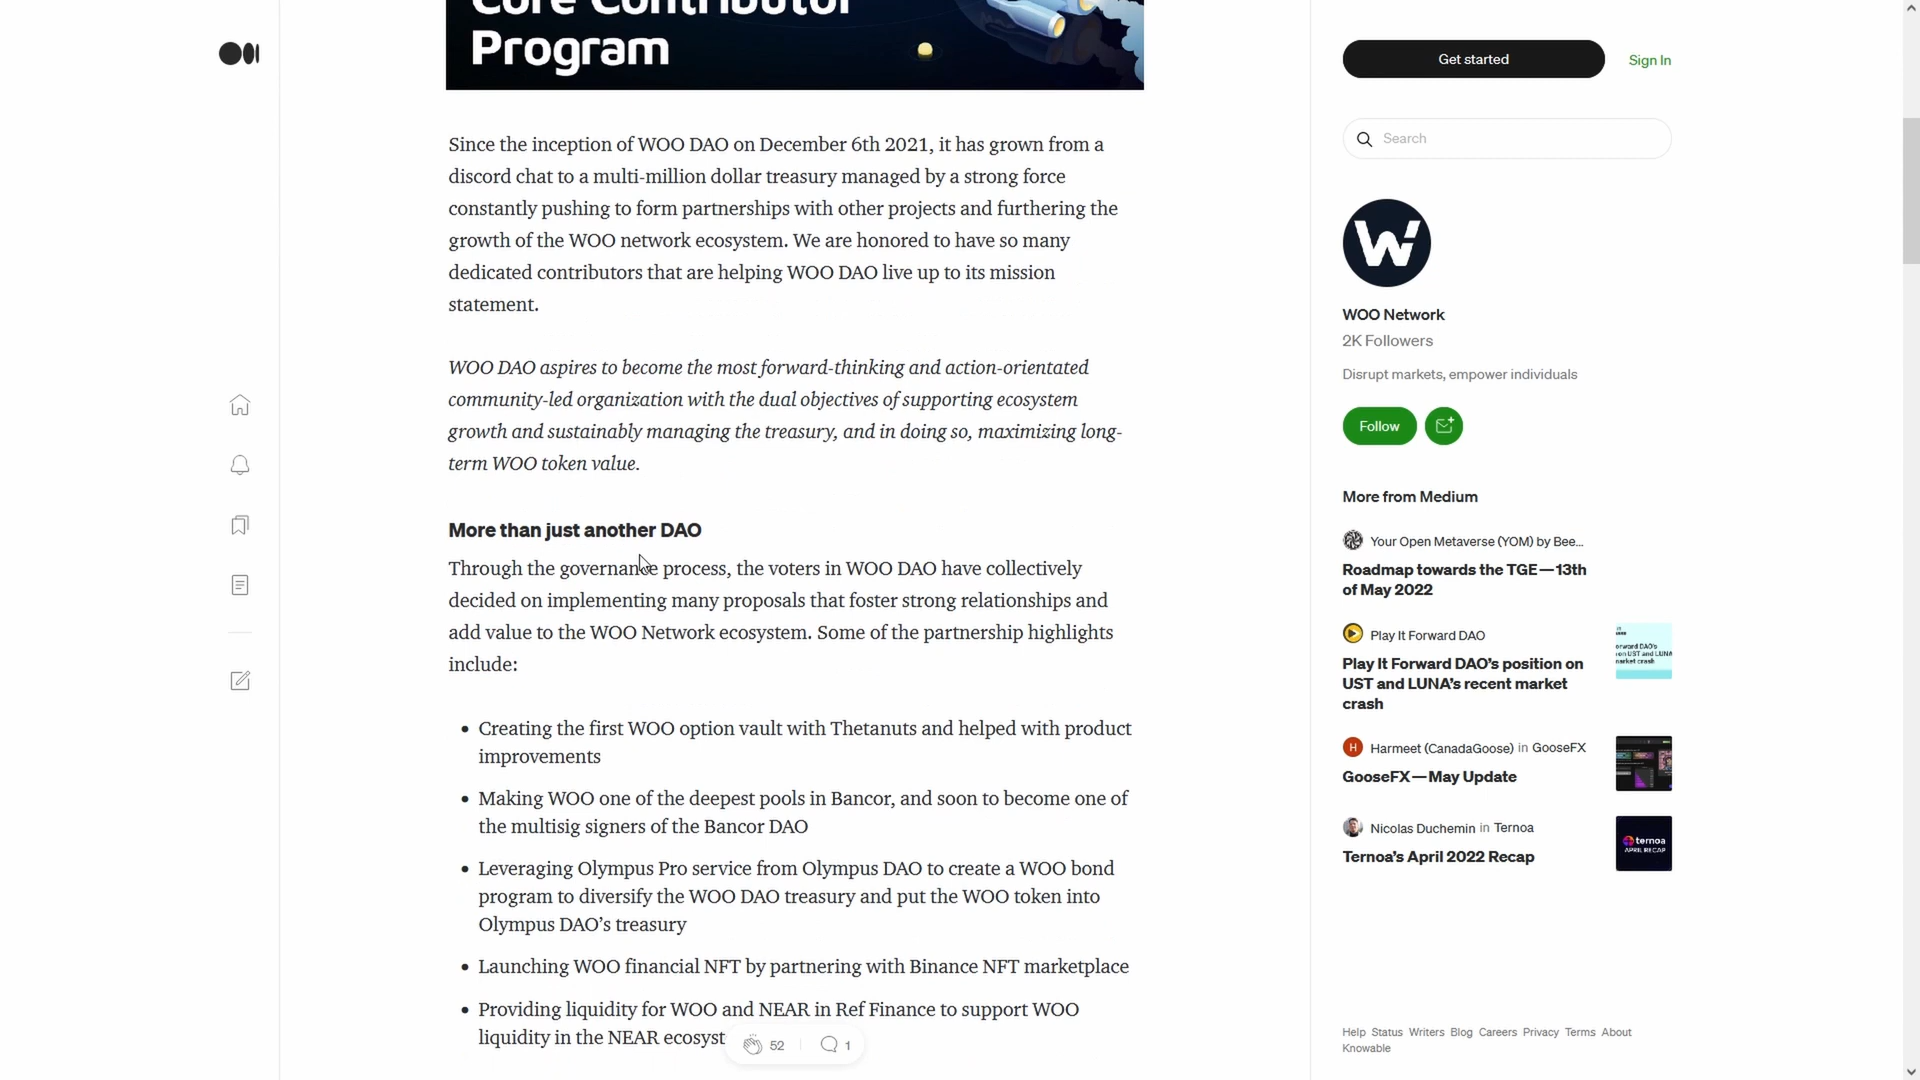 Core Contributor
Program
Get started
Sign In
Search
Since the inception of WOO DAO on December 6th 2021, it has grown from a
discord chat to a multi-million dollar treasury managed by a strong force
constantly pushing to form partnerships with other projects and furthering the
growth of the WOO network ecosystem. We are honored to have so many
dedicated contributors that are helping WOO DAO live up to its mission
statement.
WOO DAO aspires to become the most forward-thinking and action-orientated
community-led organization with the dual objectives of supporting ecosystem
growth and sustainably managing the treasury, and in doing so, maximizing long-
term WOO token value.
More than just another DAO
Through the governance process, the voters in WOO DAO have collectively
decided on implementing many proposals that foster strong relationships and
add value to the WOO Network ecosystem. Some of the partnership highlights
include:
• Creating the first WOO option vault with Thetanuts and helped with product
improvements
• Making WOO one of the deepest pools in Bancor, and soon to become one of
the multisig signers of the Bancor DAO
• Leveraging Olympus Pro service from Olympus DAO to create a WOO bond
program to diversify the WOO DAO treasury and put the WOO token into
Olympus DAO’s treasury
• Launching WOO financial NFT by partnering with Binance NFT marketplace
• Providing liquidity for WOO and NEAR in Ref Finance to support WOO
liquidity in the NEAR ecosyst
52
1
WOO Network
2K Followers
Disrupt markets, empower individuals
Follow
More from Medium
Your Open Metaverse (YOM) by Bee...
Roadmap towards the TGE — 13th
of May 2022
Play It Forward DAO
Play It Forward DAO’s position on
UST and LUNA’s recent market
crash
orward DAO's
on UST and LUNA
market crash
H
Harmeet (CanadaGoose) in GooseFX
GooseFX — May Update
Nicolas Duchemin in Ternoa
Ternoa’s April 2022 Recap
ternoa
APRIL RECAP
Help Status Writers Blog Careers Privacy Terms About
Knowable